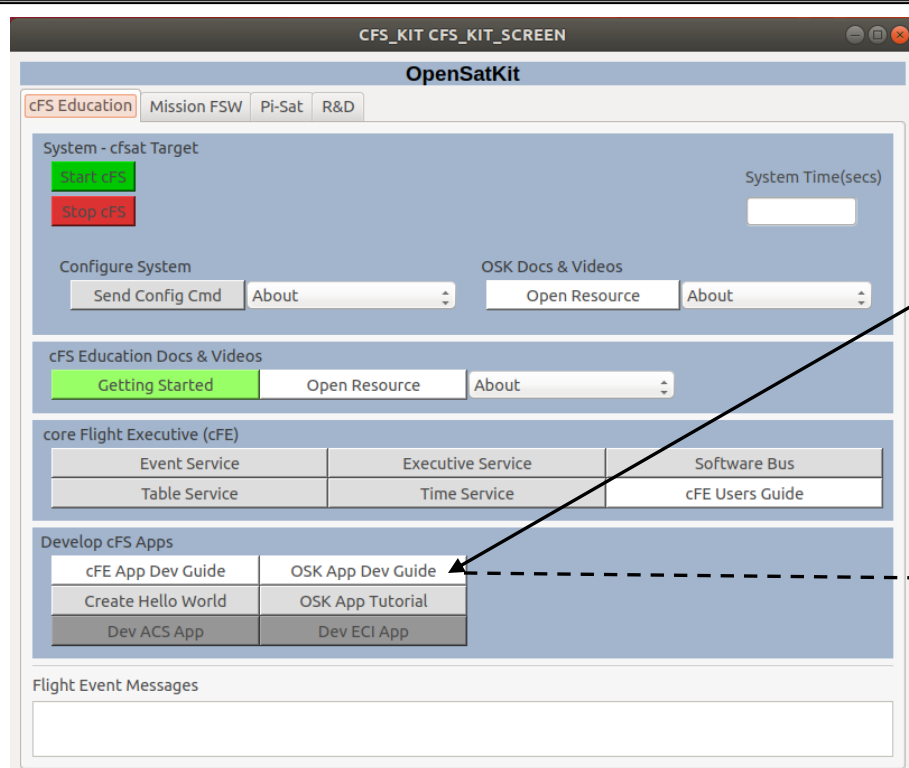 CFS_KIT CFS_KIT_SCREEN
OpenSatKit
cFS Education Mission FSW Pi-Sat R&D
System - cfsat Target
Start cFS
System Time(secs)
Stop cFS
Configure System OSK Docs & Videos
Send Config Cmd About Open Resource About
cFS Education Docs & Videos
Getting Started Open Resource About
core Flight Executive (cFE)
Event Service Executive Service Software Bus
Table Service Time Service cFE Users Guide
Develop cFS Apps
cFE App Dev Guide OSK App Dev Guide
Create Hello World OSK App Tutorial
Dev ACS App Dev ECI App
Flight Event Messages